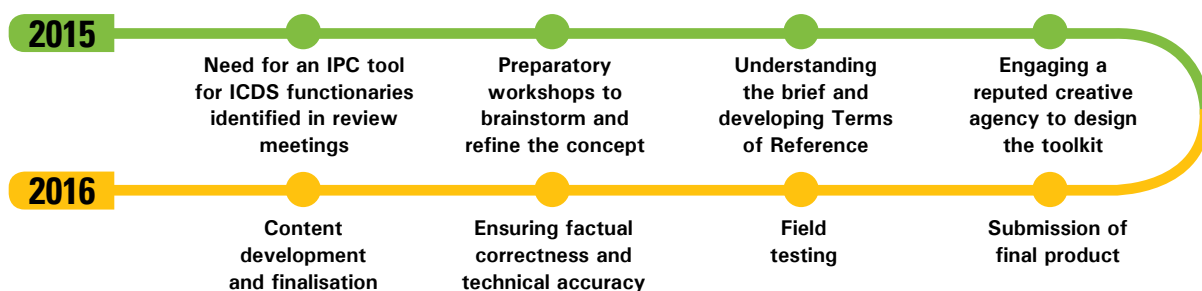 2015
Need for an IPC tool
for ICDS functionaries
identified in review
meetings
Preparatory
workshops to
brainstorm and
refine the concept
Understanding
the brief and
developing Terms
of Reference
Engaging a
reputed creative
agency to design
the toolkit
2016
Content
development
and finalisation
Ensuring factual
correctness and
technical accuracy
Field
testing
Submission of
final product